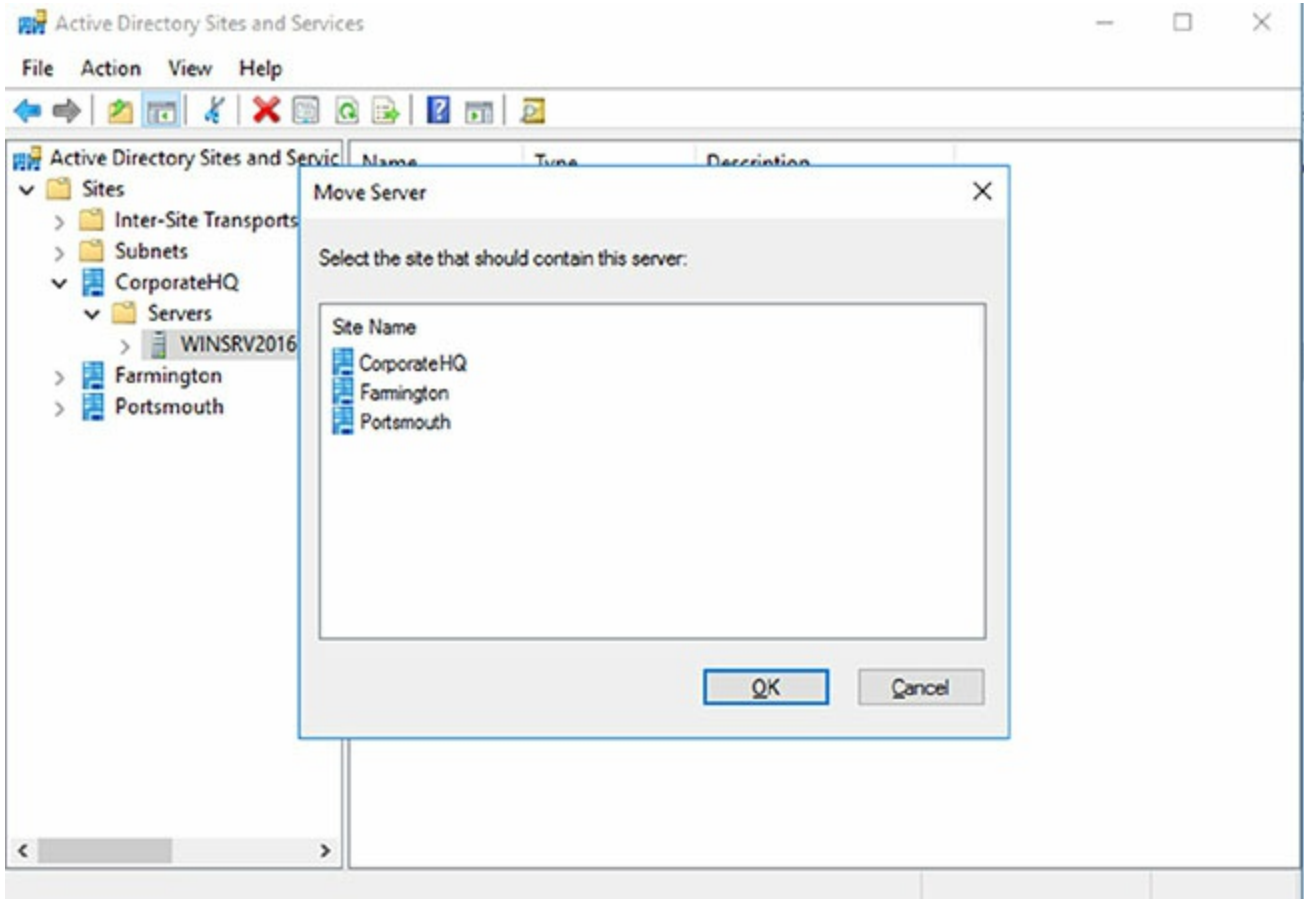 Active Directory Sites and Services
File Action View Help
Active Directory Sites and Servic
Name Type Description
Sites
Inter-Site Transports
Subnets
CorporateHQ
Servers
WINSRV2016
Farmington
Portsmouth
Move Server
Select the site that should contain this server:
Site Name
CorporateHQ
Farmington
Portsmouth
OK Cancel